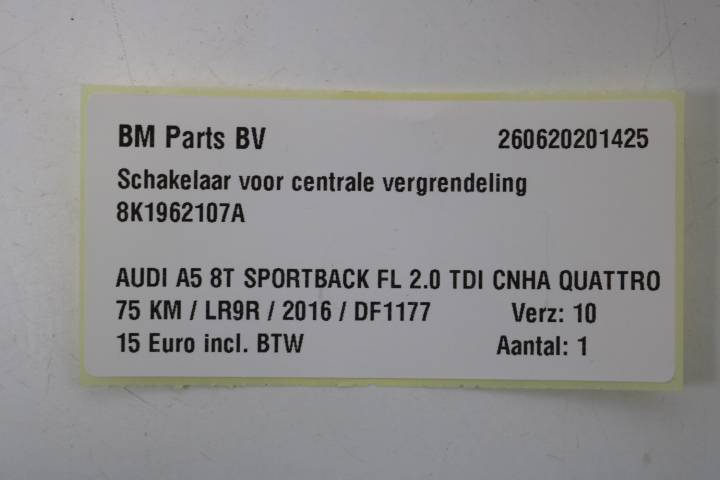 BM Parts BV 260620201425
Schakelaar voor centrale vergrendeling
8K1962107A
AUDI A5 8T SPORTBACK FL 2.0 TDI CNHA QUATTRO
75 KM / LR9R / 2016 / DF1177 Verz: 10
15 Euro incl. BTW Aantal: 1